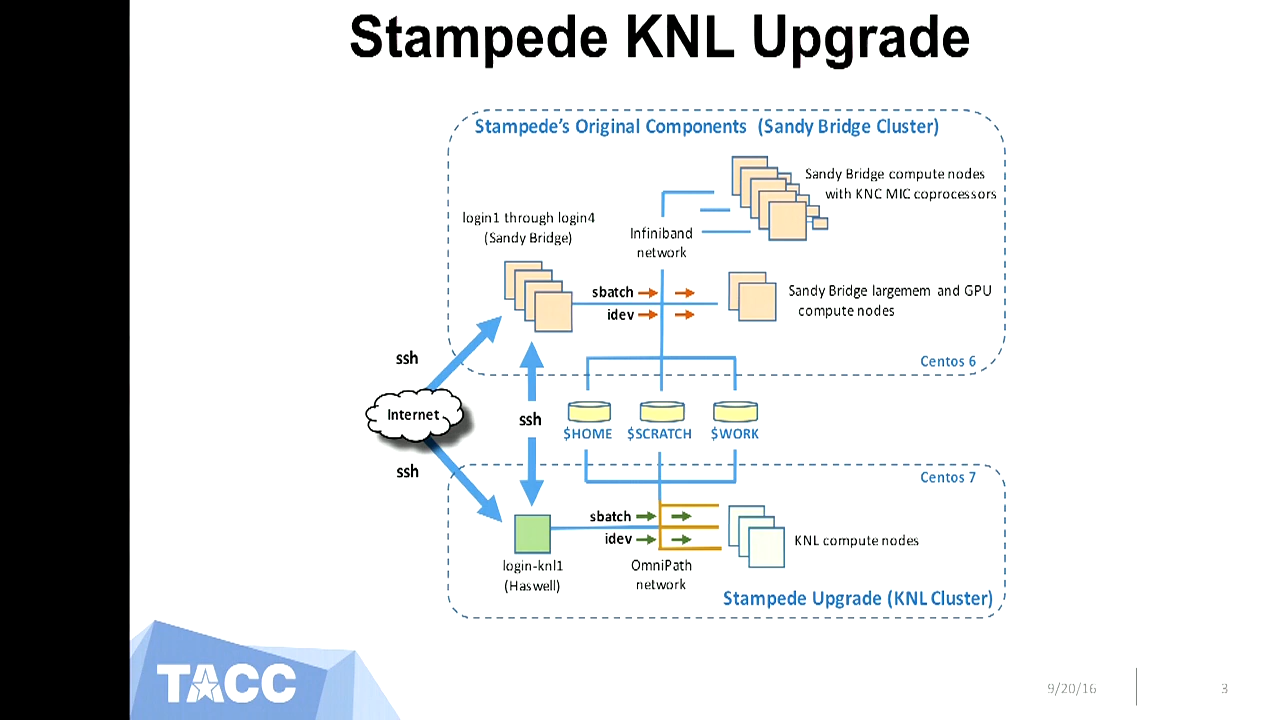 Stampede KNL Upgrade
Stampede's Original Components (Sandy Bridge Cluster)
Sandy Bridge compute nodes
with KNC MIC coprocessors
login1 through login4
(Sandy Bridge)
Infiniband
network
sbatch
idev
Sandy Bridge largemem and GPU
compute nodes
Centos 6
ssh
Internet
ssh
$HOME
$SCRATCH
$WORK
ssh
Centos 7
sbatch
idev
KNL compute nodes
login-knl1
(Haswell)
OmniPath
network
Stampede Upgrade (KNL Cluster)
TACC
9/20/16
3